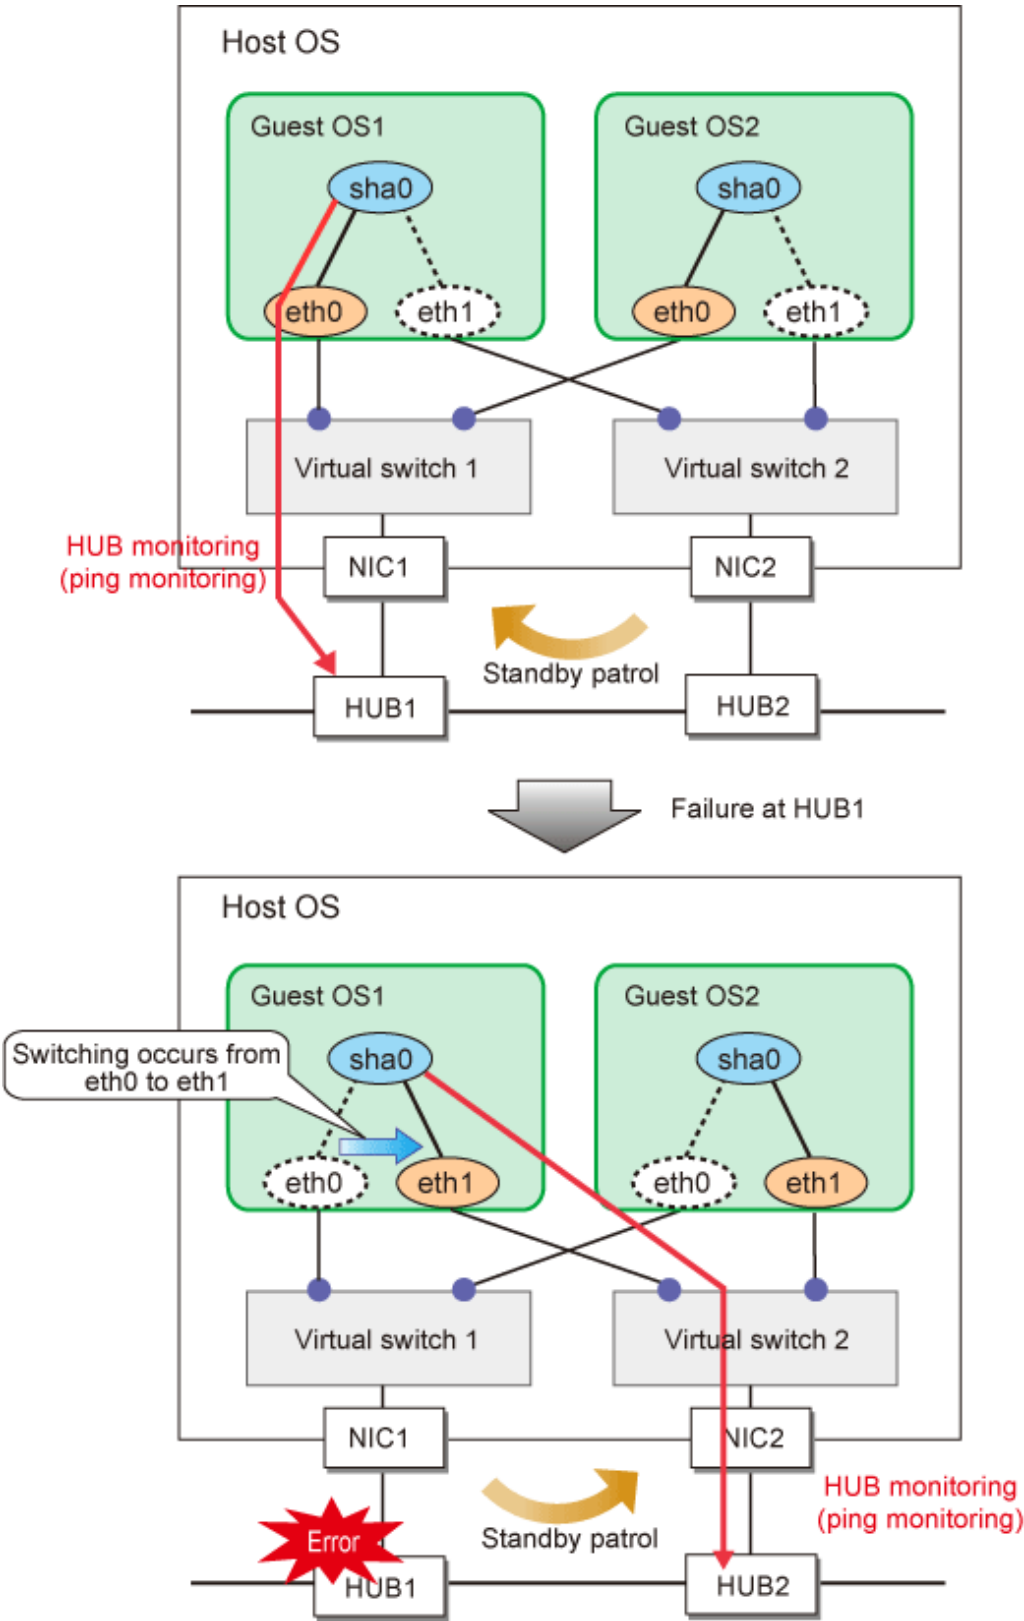 Host OS
Guest OS1
Guest OS2
sha0
sha0
eth0
eth1
eth0
eth1
Virtual switch 1
Virtual switch 2
HUB monitoring
(ping monitoring)
NIC1
NIC2
Standby patrol
HUB1
HUB2
Failure at HUB1
Host OS
Guest OS1
Guest OS2
Switching occurs from
eth0 to eth1
sha0
sha0
eth0
eth1
eth0
eth1
Virtual switch 1
Virtual switch 2
NIC1
NIC2
HUB monitoring
(ping monitoring)
Error
Standby patrol
HUB1
HUB2